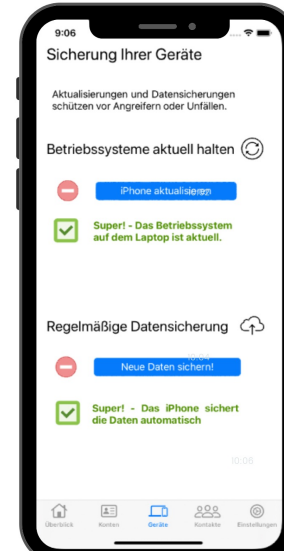 9:06
Sicherung Ihrer Geräte
Aktualisierungen und Datensicherungen
schützen vor Angreifern oder Unfällen.
Betriebssysteme aktuell halten
iPhone aktualisieren
Super! - Das Betriebssystem
auf dem Laptop ist aktuell.
Regelmäßige Datensicherung
10:04
Neue Daten sichern!
Super! - Das iPhone sichert
die Daten automatisch
10:06
Überblick Konten Geräte Kontakte Einstellungen